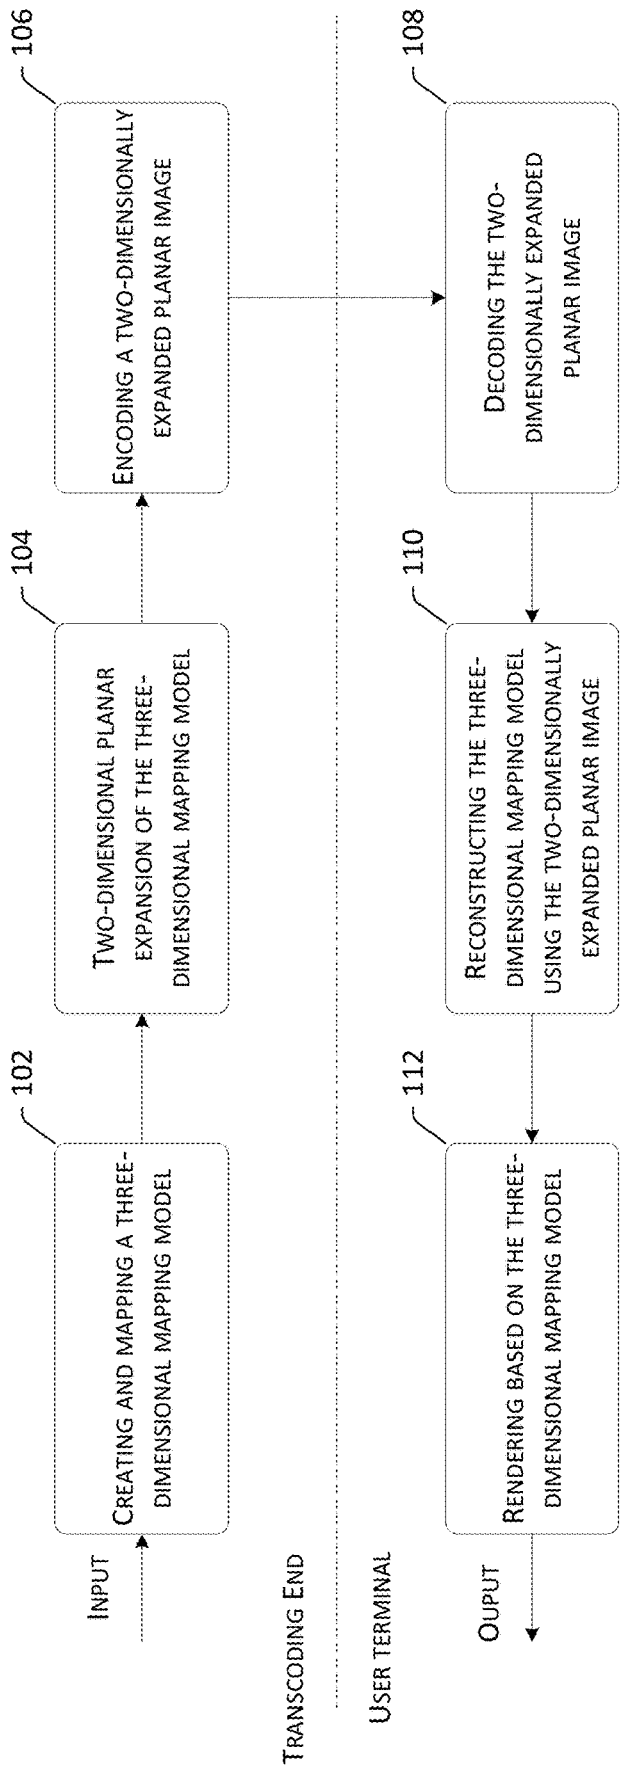 INPUT
102
CREATING AND MAPPING A THREE-
DIMENSIONAL MAPPING MODEL
104
TWO-DIMENSIONAL PLANAR
EXPANSION OF THE THREE-
DIMENSIONAL MAPPING MODEL
106
ENCODING A TWO-DIMENSIONALLY
EXPANDED PLANAR IMAGE
TRANSCODING END
USER TERMINAL
108
DECODING THE TWO-
DIMENSIONALLY EXPANDED
PLANAR IMAGE
110
RECONSTRUCTING THE THREE-
DIMENSIONAL MAPPING MODEL
USING THE TWO-DIMENSIONALLY
EXPANDED PLANAR IMAGE
112
RENDERING BASED ON THE THREE-
DIMENSIONAL MAPPING MODEL
OUPUT